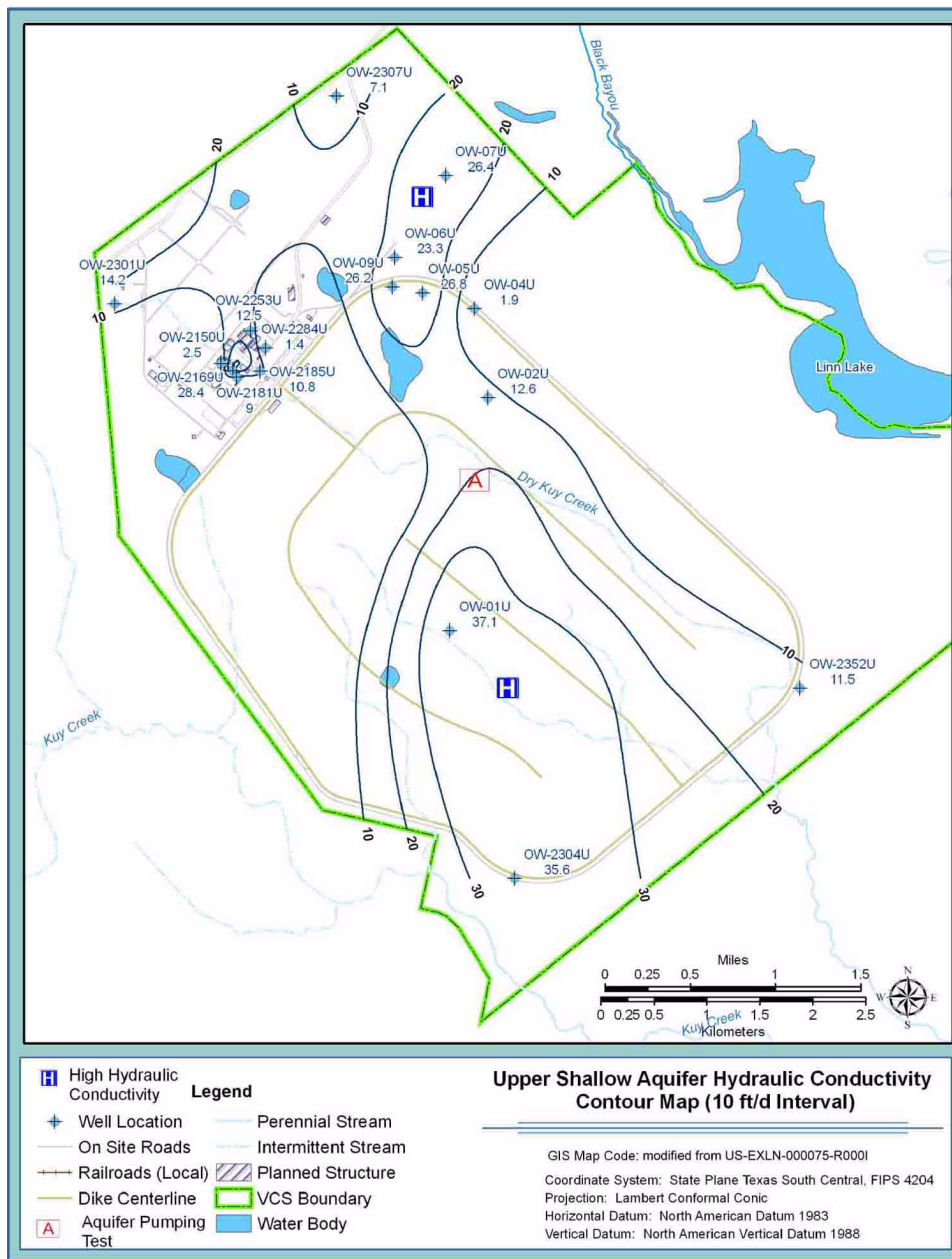 OW-2307U
7.1
10
10
20
20
20
10
Black Bayou
OW-07U
26.4
H
OW-06U
23.3
OW-2301U
14.2
10
OW-09U
26.2
OW-05U
26.8
OW-04U
1.9
OW-2253U
12.5
OW-2284U
1.4
OW-2150U
2.5
OW-2169U
28.4
OW-2181U
9
OW-2185U
10.8
OW-02U
12.6
Linn Lake
A
Dry Kuy Creek
OW-01U
37.1
H
10
OW-2352U
11.5
Kuy Creek
10
20
30
20
OW-2304U
35.6
30
Miles
0 0.25 0.5 1 1.5
0 0.25 0.5 1 1.5 2 2.5
Kuy Creek
Kilometers
N
W E
S
Legend
H High Hydraulic
Conductivity
Well Location
On Site Roads
Railroads (Local)
Dike Centerline
A Aquifer Pumping
Test
Perennial Stream
Intermittent Stream
Planned Structure
VCS Boundary
Water Body
Upper Shallow Aquifer Hydraulic Conductivity
Contour Map (10 ft/d Interval)
GIS Map Code: modified from US-EXLN-000075-R000I
Coordinate System: State Plane Texas South Central, FIPS 4204
Projection: Lambert Conformal Conic
Horizontal Datum: North American Datum 1983
Vertical Datum: North American Vertical Datum 1988